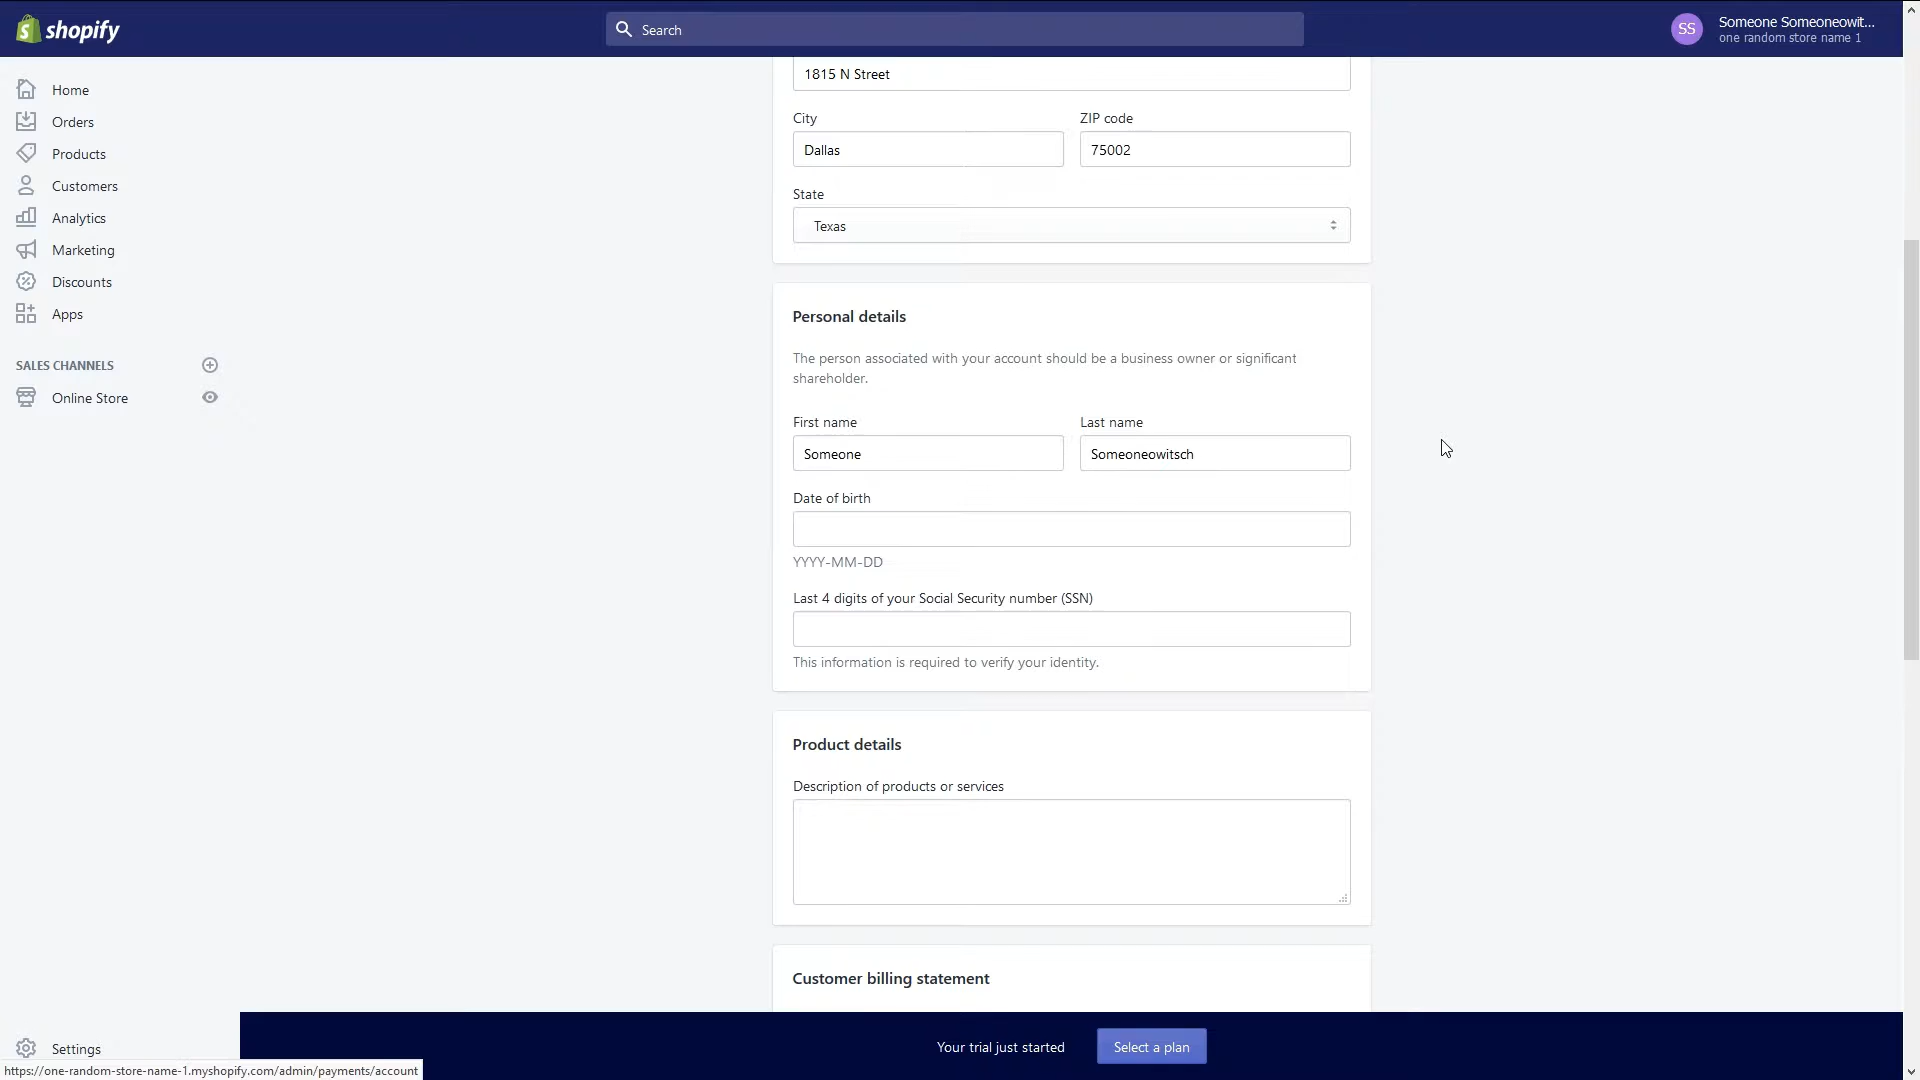 shopify
Search
SS
Someone Someoneowit...
one random store name 1
Home
Orders
Products
Customers
Analytics
Marketing
Discounts
Apps
SALES CHANNELS
Online Store
Settings
1815 N Street
City
ZIP code
Dallas
75002
State
Texas
Personal details
The person associated with your account should be a business owner or significant
shareholder.
First name
Last name
Someone
Someoneowitsch
Date of birth
YYYY-MM-DD
Last 4 digits of your Social Security number (SSN)
This information is required to verify your identity.
Product details
Description of products or services
Customer billing statement
Your trial just started
Select a plan
https://one-random-store-name-1.myshopify.com/admin/payments/account